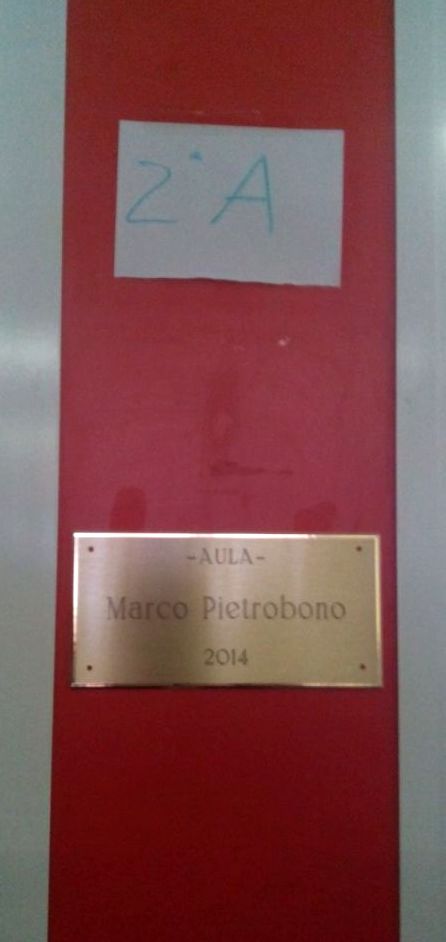 2° A
-AULA-
Marco Pietrobono
2014